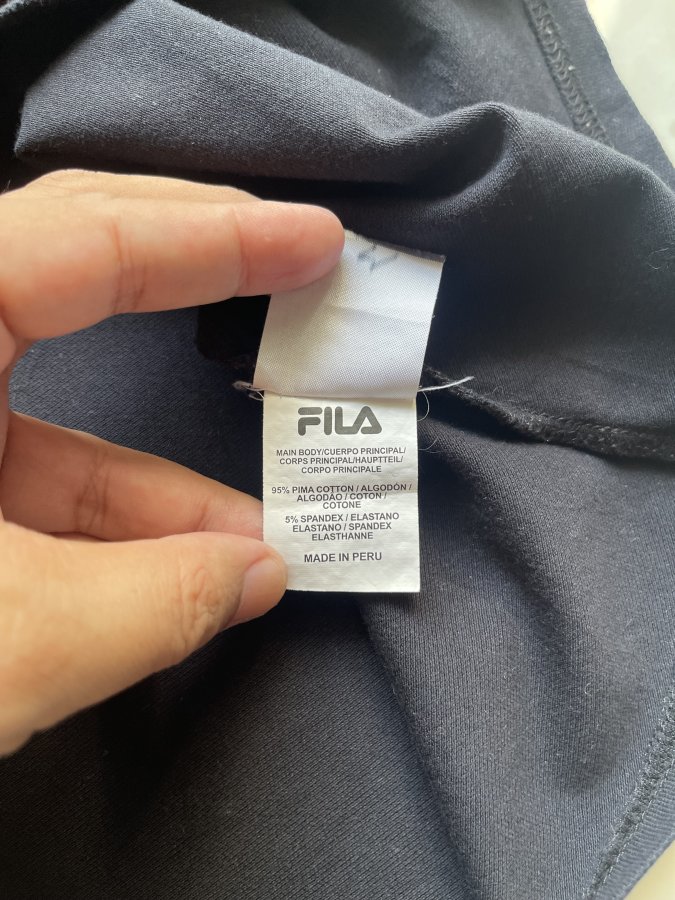 FILA
MAIN BODY/CUERPO PRINCIPAL/
CORPS PRINCIPAL/HAUPTTEIL/
CORPO PRINCIPALE
95% PIMA COTTON / ALGODÓN /
ALGODÃO / COTON /
COTONE
5% SPANDEX / ELASTANO
ELASTANO / SPANDEX
ELASTHANNE
MADE IN PERU